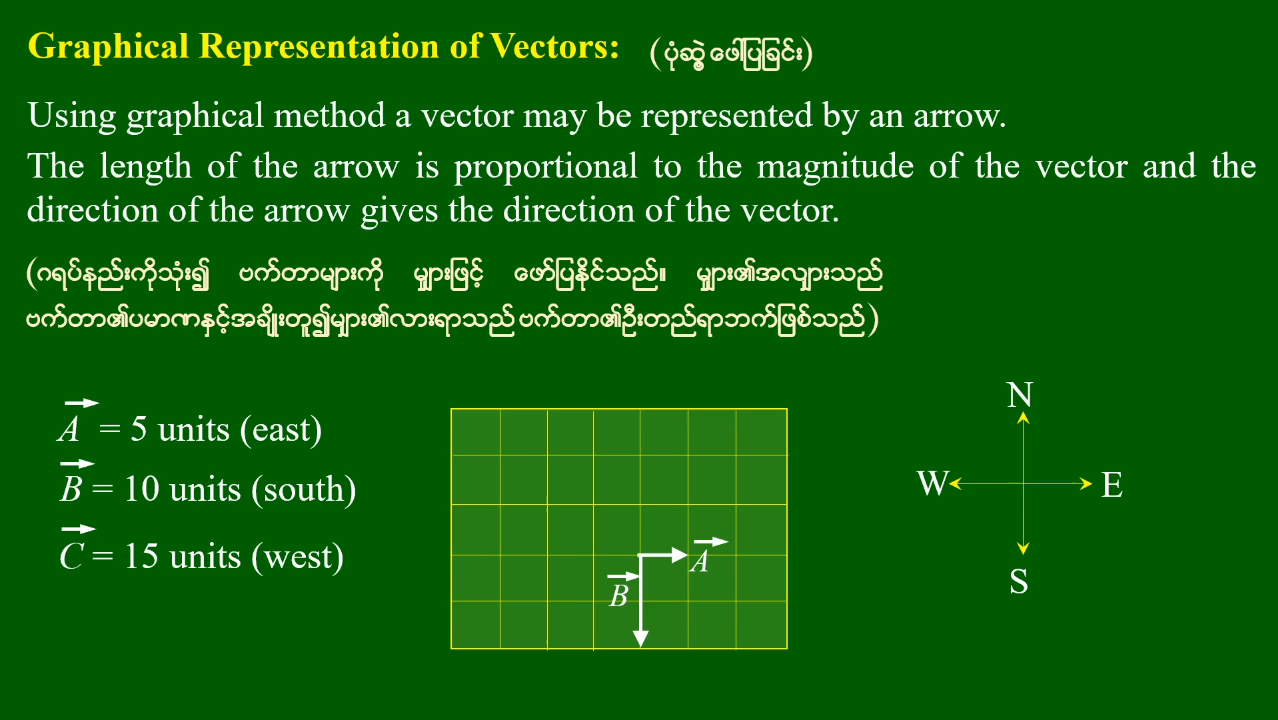 Graphical Representation of Vectors: (ပုံဆွဲ့ဖေါ်ပြခြင်း)
Using graphical method a vector may be represented by an arrow.
The length of the arrow is proportional to the magnitude of the vector and the
direction of the arrow gives the direction of the vector.
(ဂရပ်နည်းကိုသုံး၍ ဗက်တာများကို မျှားဖြင့် ဖော်ပြနိုင်သည်။ မျှား၏အလျှားသည်
ဗက်တာ၏ပမာဏနှင့်အချိုးတူ၍မျှား၏လားရာသည် ဗက်တာ၏ဦးတည်ရာဘက်ဖြစ်သည်)
A = 5 units (east)
B = 10 units (south)
C = 15 units (west)
A
B
N
W
E
S